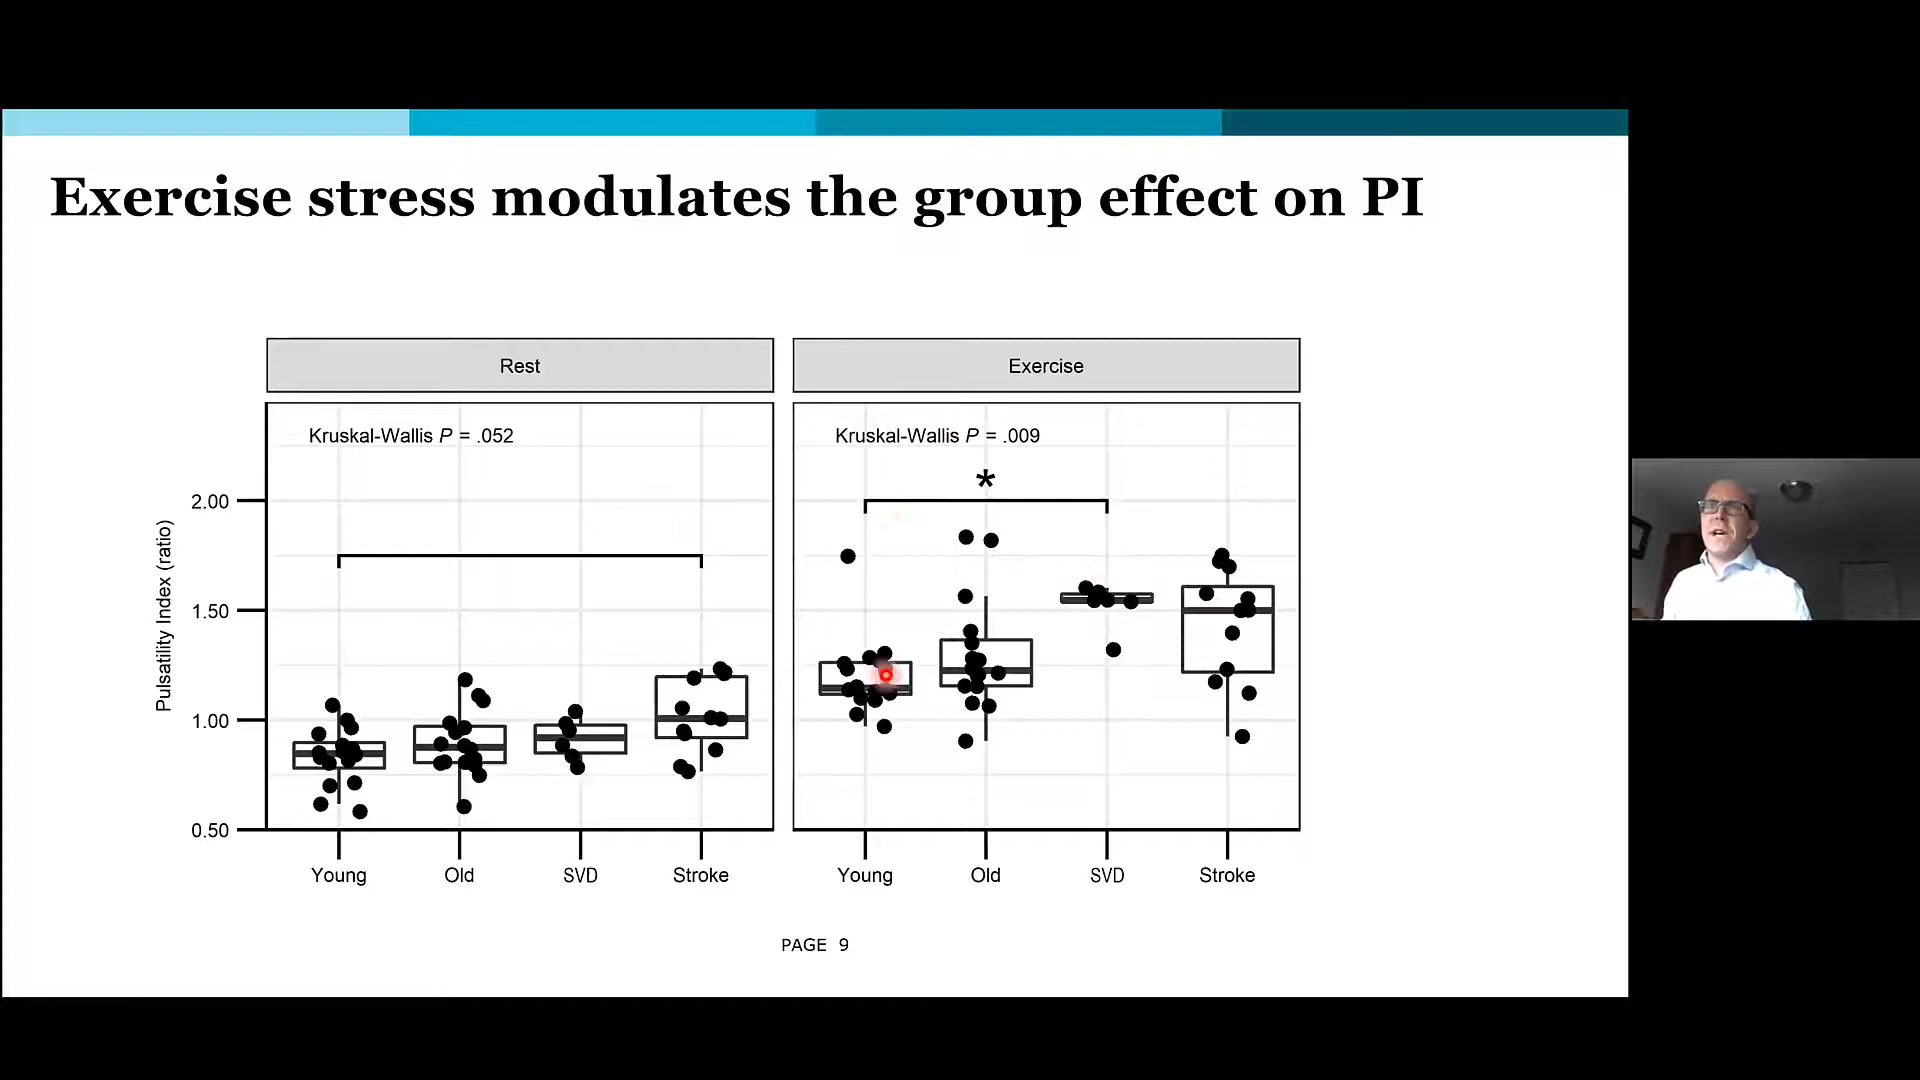 Exercise stress modulates the group effect on PI
Rest
Exercise
Kruskal-Wallis P = .052
Kruskal-Wallis P = .009
*
Pulsatility Index (ratio)
2.00
1.50
1.00
0.50
Young
Old
SVD
Stroke
Young
Old
SVD
Stroke
PAGE 9